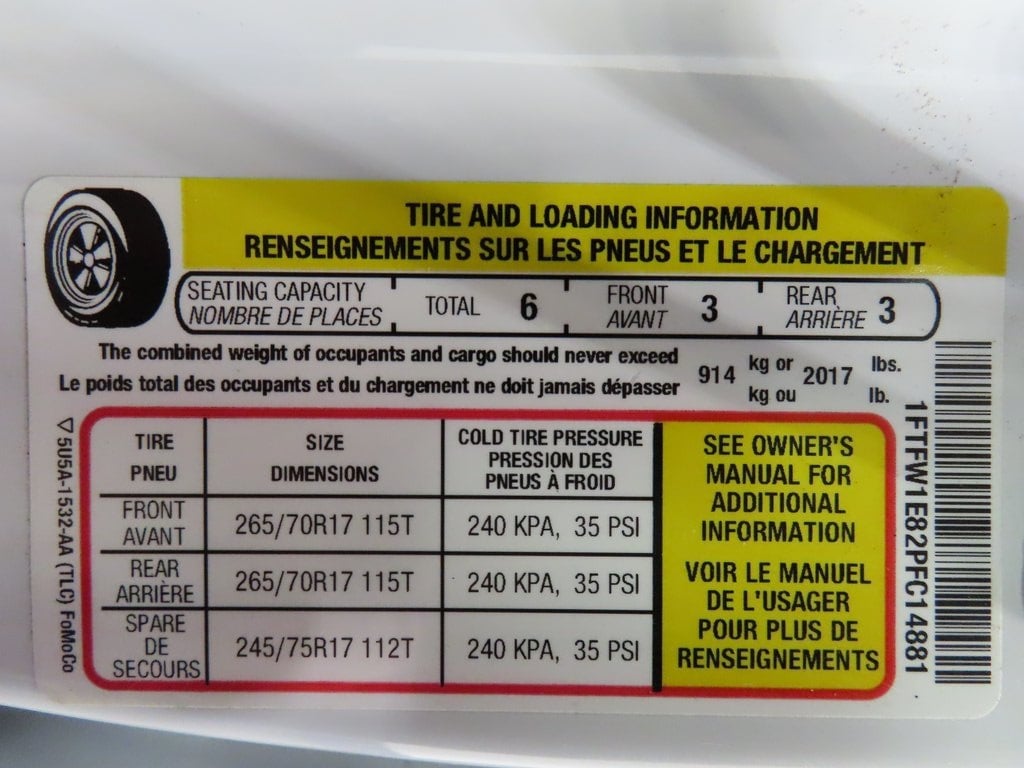 TIRE AND LOADING INFORMATION
RENSEIGNEMENTS SUR LES PNEUS ET LE CHARGEMENT
SEATING CAPACITY
NOMBRE DE PLACES
TOTAL 6
FRONT
AVANT
3
REAR
ARRIÈRE
3
The combined weight of occupants and cargo should never exceed
Le poids total des occupants et du chargement ne doit jamais dépasser
914 kg or 2017 lbs.
kg ou lb.
TIRE
PNEU
SIZE
DIMENSIONS
COLD TIRE PRESSURE
PRESSION DES
PNEUS À FROID
FRONT
AVANT
265/70R17 115T
240 KPA, 35 PSI
REAR
ARRIÈRE
265/70R17 115T
240 KPA, 35 PSI
SPARE
DE
SECOURS
245/75R17 112T
240 KPA, 35 PSI
SEE OWNER'S
MANUAL FOR
ADDITIONAL
INFORMATION
VOIR LE MANUEL
DE L'USAGER
POUR PLUS DE
RENSEIGNEMENTS
▽ 5U5A-1532-AA (TLC) FoMoCo
1FTFW1E82PFC14881